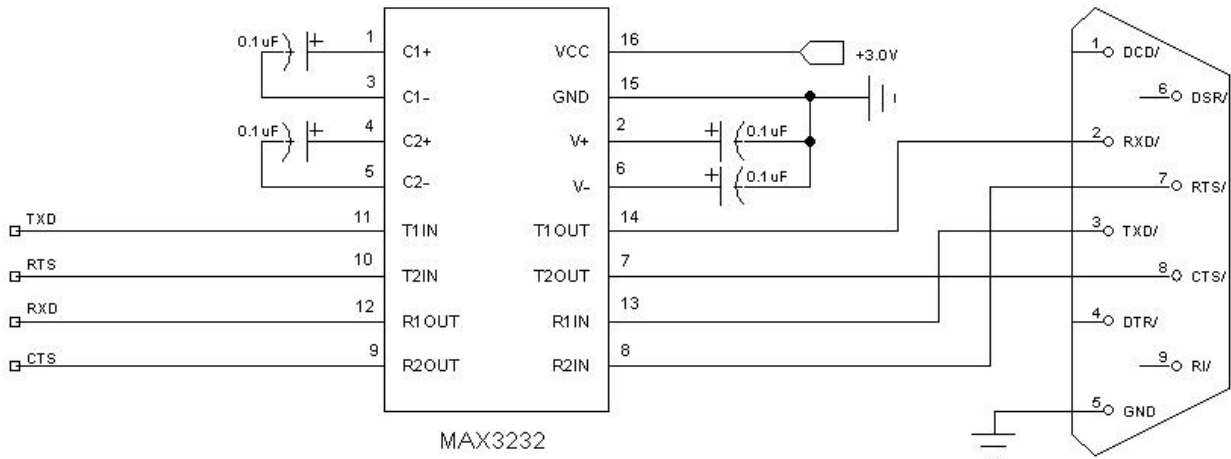 0.1uF + 1 C1+ VCC 16 +3.0V
3 C1- GND 15
0.1uF + 4 C2+ V+ 2 + 0.1uF
5 C2- V- 6 + 0.1uF
TXD 11 T1IN T1OUT 14
RTS 10 T2IN T2OUT 7
RXD 12 R1OUT R1IN 13
CTS 9 R2OUT R2IN 8
MAX3232
1 DCD/
6 DSR/
2 RXD/
7 RTS/
3 TXD/
8 CTS/
4 DTR/
9 RI/
5 GND